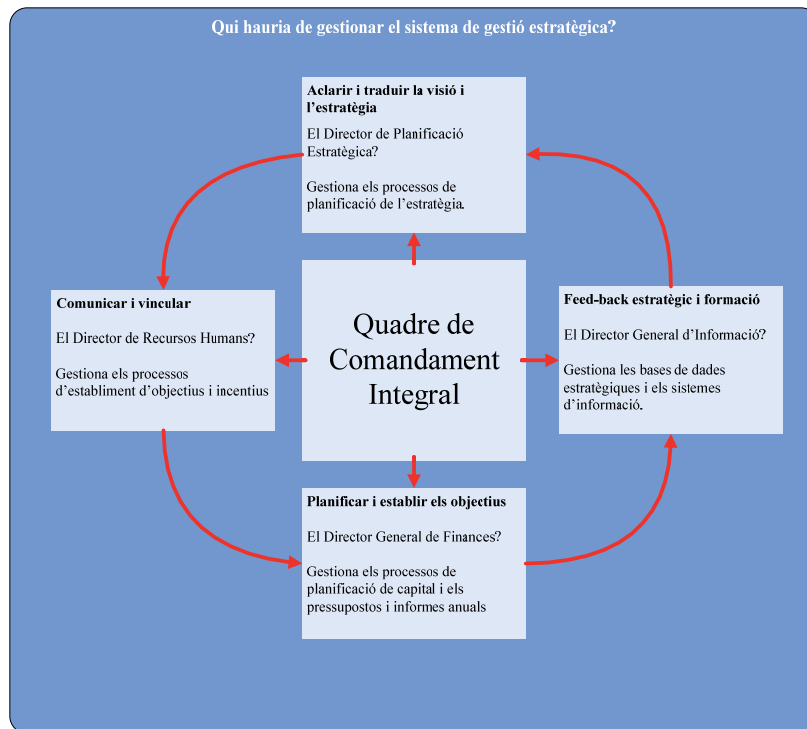 Qui hauria de gestionar el sistema de gestió estratègica?
Aclarir i traduir la visió i
l’estratègia
El Director de Planificació
Estratègica?
Gestiona els processos de
planificació de l’estratègia.
Comunicar i vincular
El Director de Recursos Humans?
Gestiona els processos
d’establiment d’objectius i incentius
Quadre de
Comandament
Integral
Feed-back estratègic i formació
El Director General d’Informació?
Gestiona les bases de dades
estratègiques i els sistemes
d’informació.
Planificar i establir els objectius
El Director General de Finances?
Gestiona els processos de
planificació de capital i els
pressupostos i informes anuals